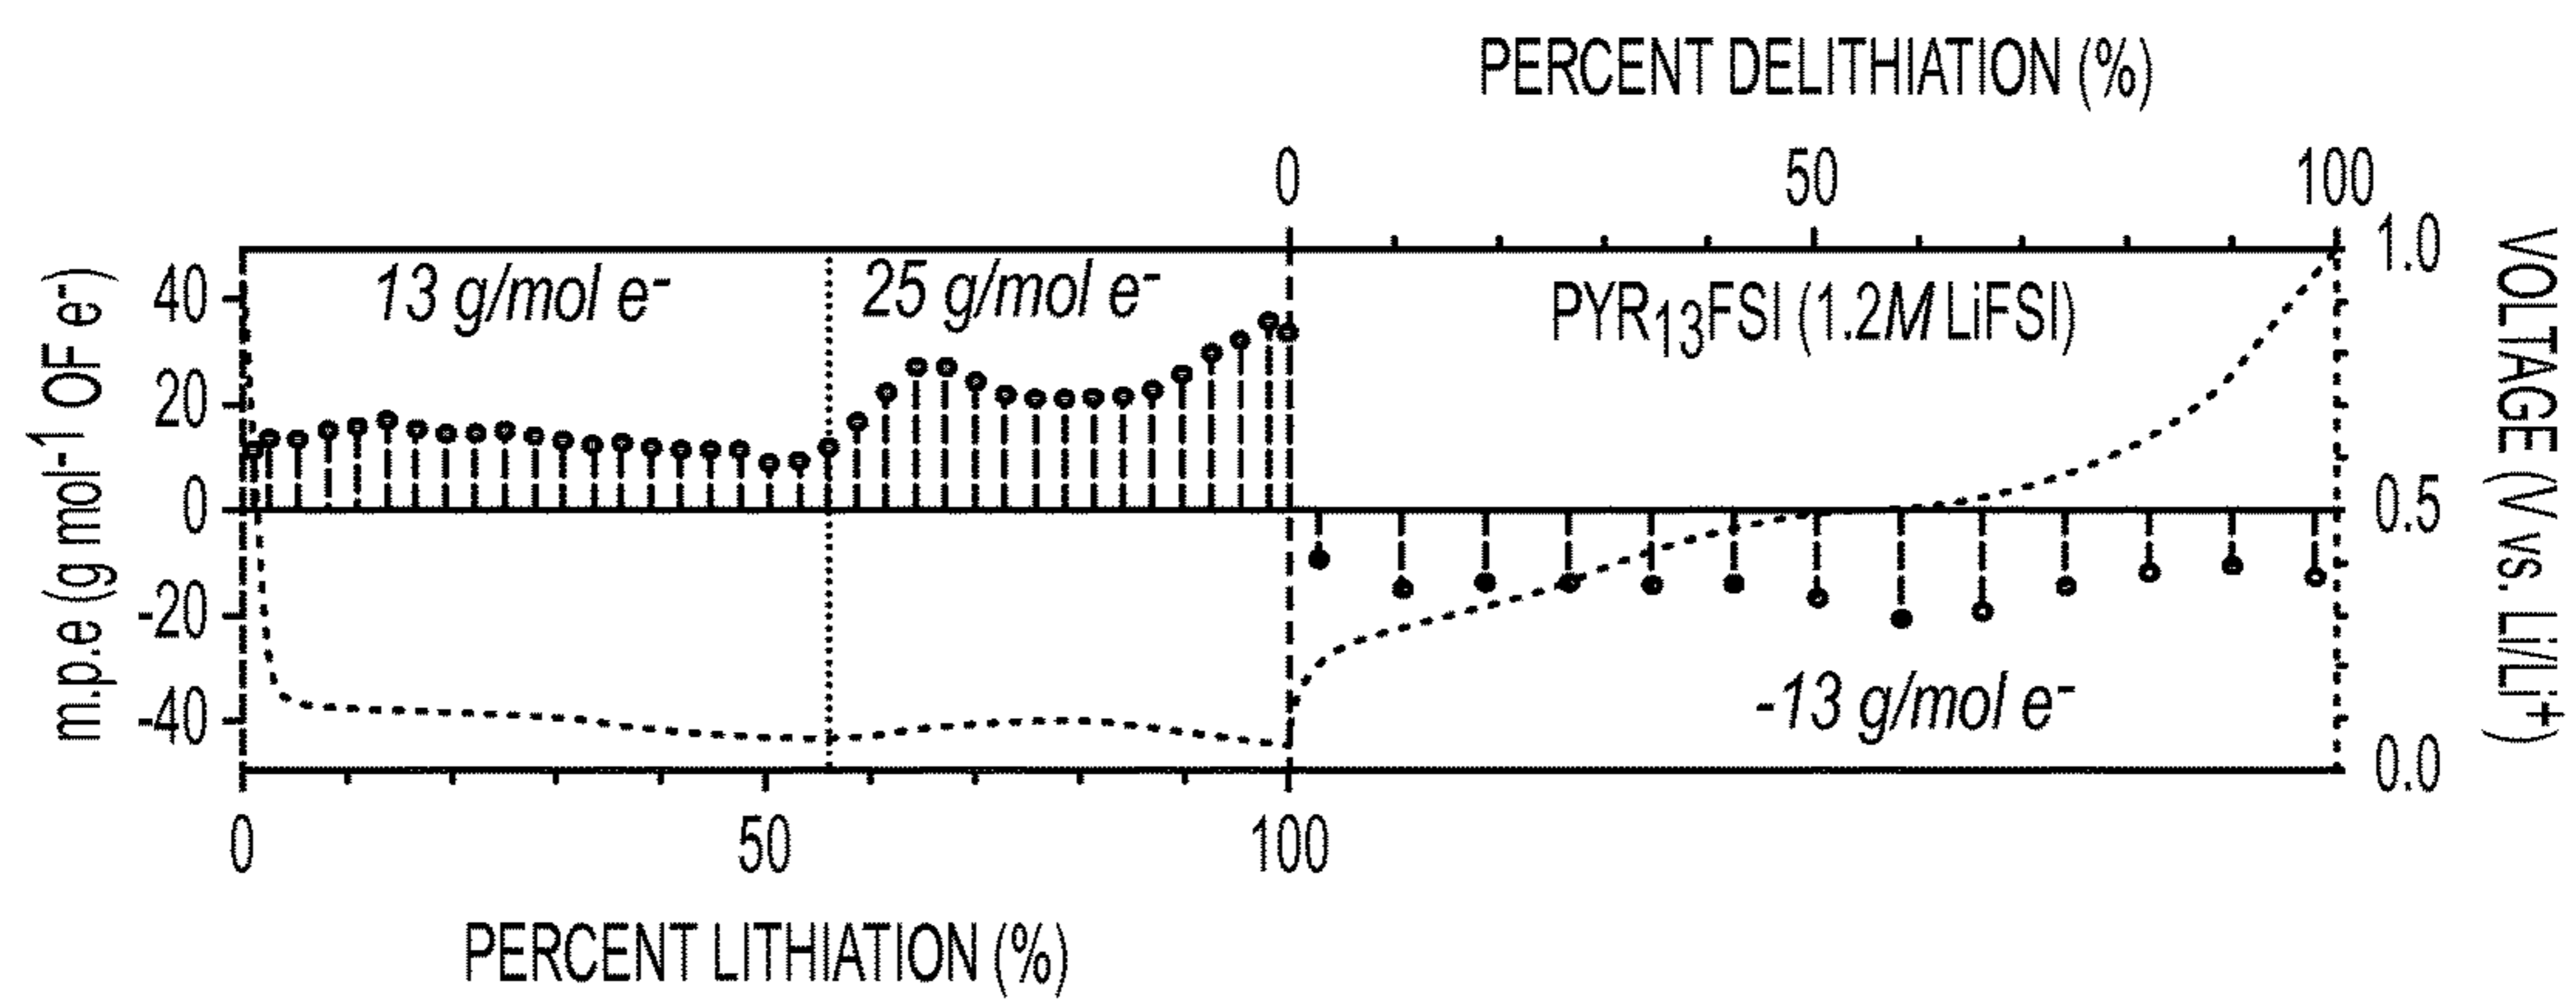 PERCENT DELITHIATION (%)
0 50 100
m.p.e (g mol-1 OF e-)
40
20
0
-20
-40
13 g/mol e-
25 g/mol e-
PYR13FSI (1.2M LiFSI)
-13 g/mol e-
1.0
0.5
0.0
VOLTAGE (V vs. Li/Li+)
0 50 100
PERCENT LITHIATION (%)